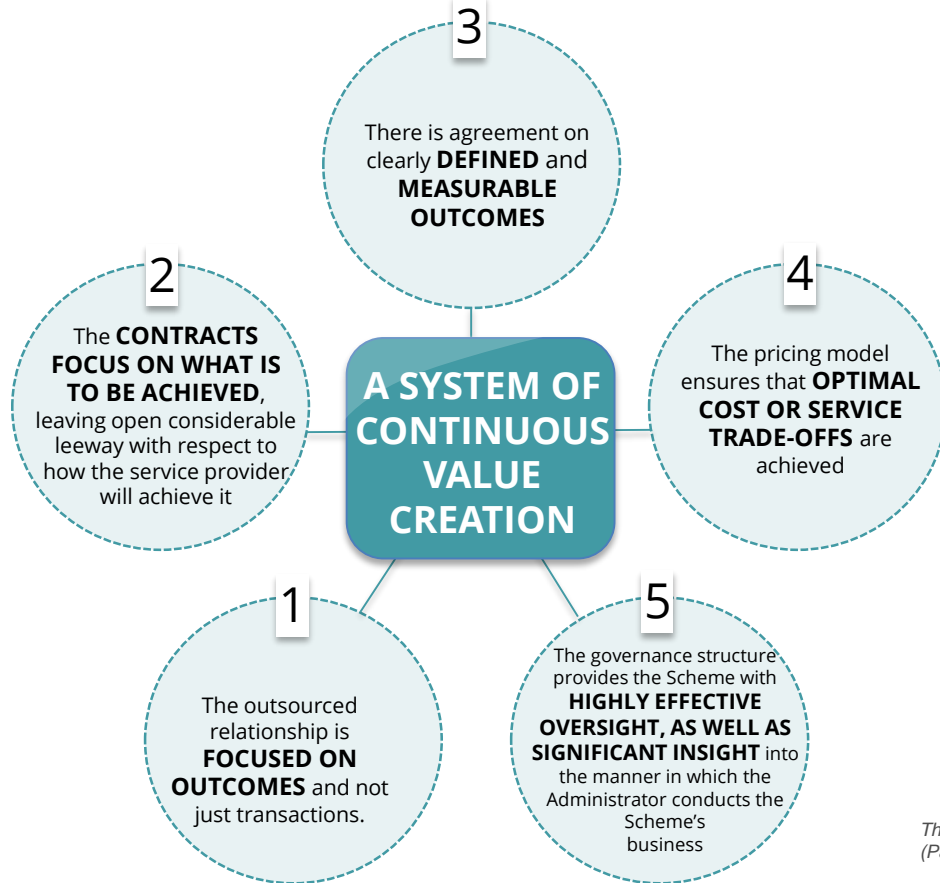 3
There is agreement on
clearly DEFINED and
MEASURABLE
OUTCOMES
2
The CONTRACTS
FOCUS ON WHAT IS
TO BE ACHIEVED,
leaving open considerable
leeway with respect to
how the service provider
will achieve it
4
The pricing model
ensures that OPTIMAL
COST OR SERVICE
TRADE-OFFS are
achieved
A SYSTEM OF
CONTINUOUS
VALUE
CREATION
1
The outsourced
relationship is
FOCUSED ON
OUTCOMES and not
just transactions.
5
The governance structure
provides the Scheme with
HIGHLY EFFECTIVE
OVERSIGHT, AS WELL AS
SIGNIFICANT INSIGHT into
the manner in which the
Administrator conducts the
Scheme's
business